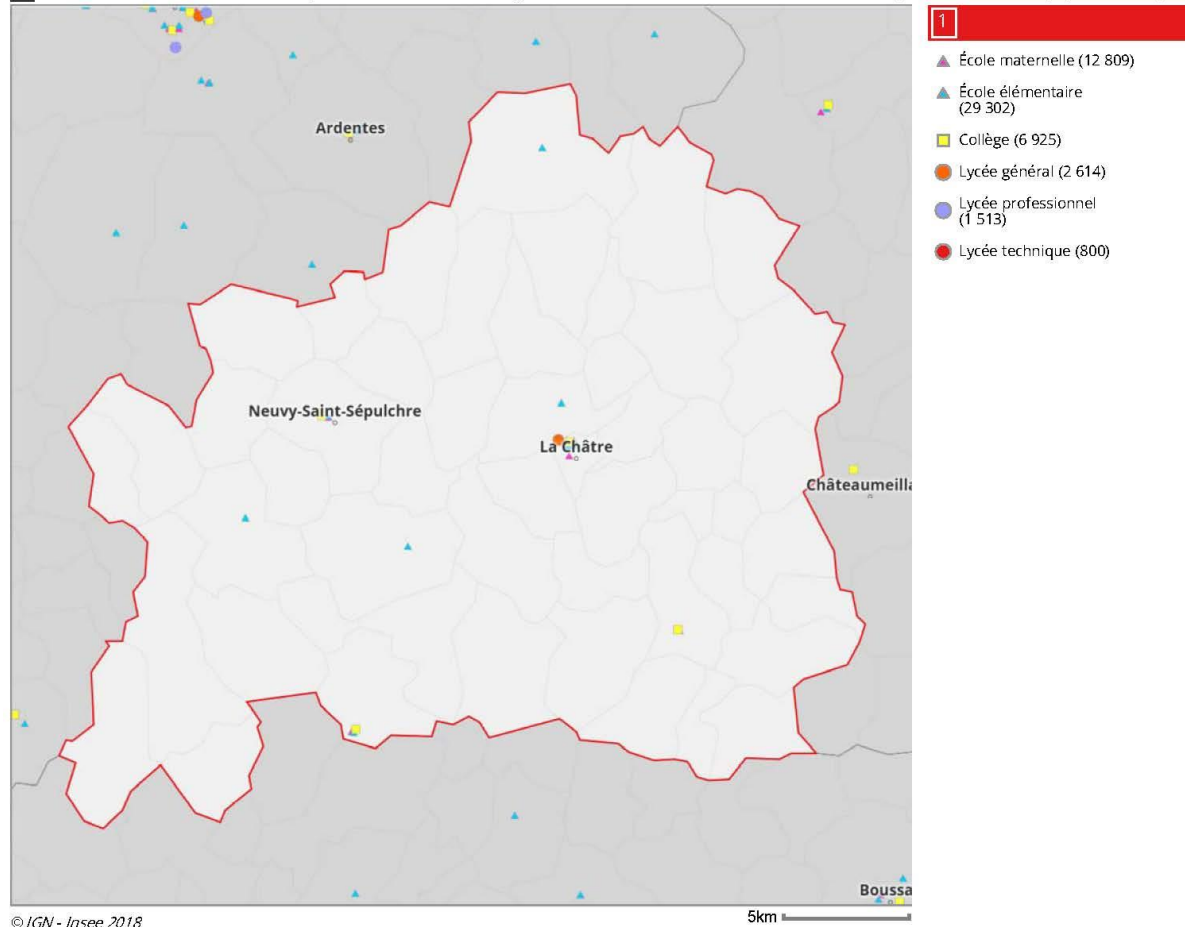 1
École maternelle (12 809)
École élémentaire
(29 302)
Collège (6 925)
Lycée général (2 614)
Lycée professionnel
(1 513)
Lycée technique (800)
Ardentes
Neuvy-Saint-Sépulchre
La Châtre
Châteaumeilla
Boussa
5km
© IGN - Insee 2018